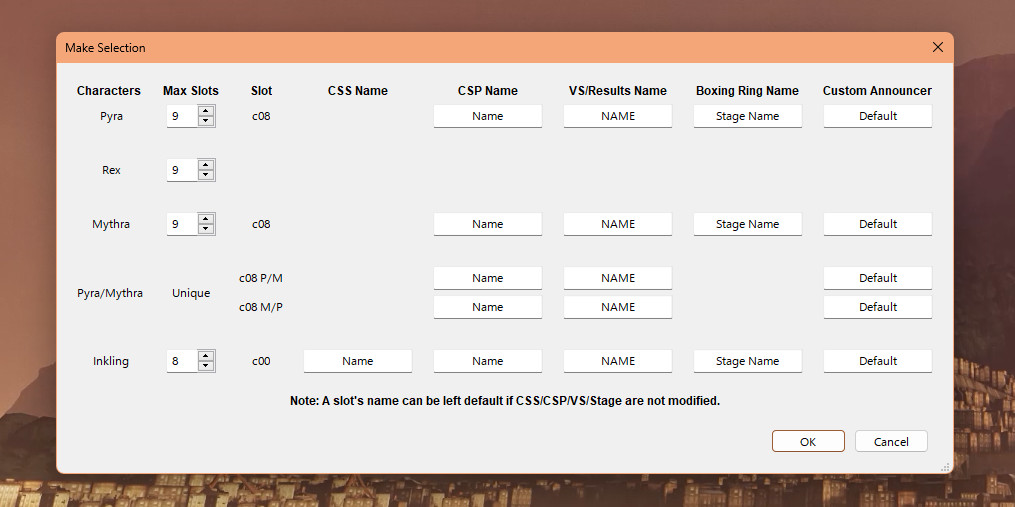 Make Selection
Characters Max Slots Slot CSS Name CSP Name VS/Results Name Boxing Ring Name Custom Announcer
Pyra 9 c08 Name NAME Stage Name Default
Rex 9
Mythra 9 c08 Name NAME Stage Name Default
c08 P/M Name NAME Default
Pyra/Mythra Unique
c08 M/P Name NAME Default
Inkling 8 c00 Name Name NAME Stage Name Default
Note: A slot's name can be left default if CSS/CSP/VS/Stage are not modified.
OK Cancel